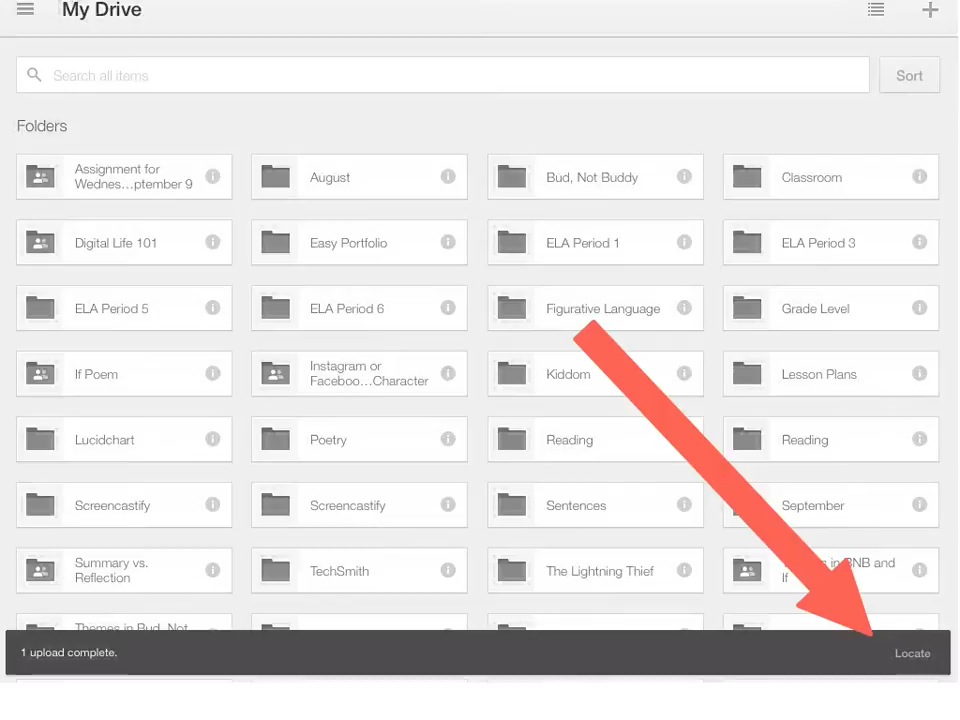 My Drive
Search all items
Sort
Folders
Assignment for
Wednes…ptember 9
August
Bud, Not Buddy
Classroom
Digital Life 101
Easy Portfolio
ELA Period 1
ELA Period 3
ELA Period 5
ELA Period 6
Figurative Language
Grade Level
If Poem
Instagram or
Faceboo…Character
Kiddom
Lesson Plans
Lucidchart
Poetry
Reading
Reading
Screencastify
Screencastify
Sentences
September
Summary vs.
Reflection
TechSmith
The Lightning Thief
in BNB and
If
Themes in Bud, Not
1 upload complete.
Locate